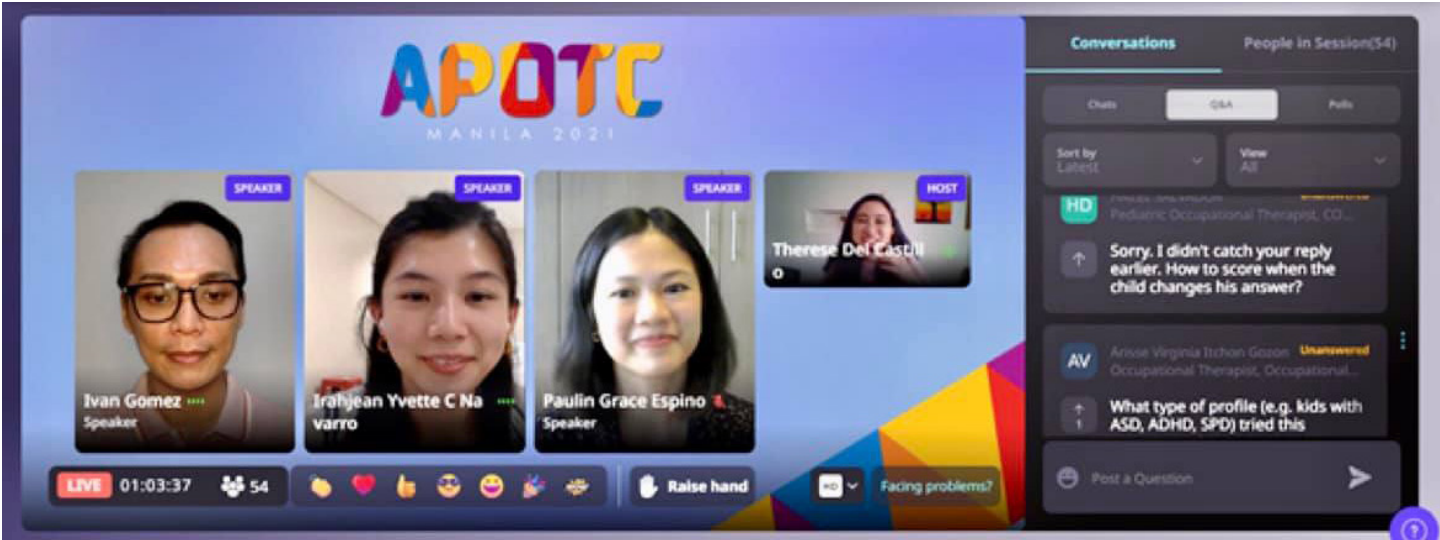 APOTC
MANILA 2021
SPEAKER
SPEAKER
SPEAKER
HOST
Therese Del Castill
o
Ivan Gomez
Speaker
Irahjean Yvette C Na
varro
Paulin Grace Espino
Speaker
LIVE 01:03:37 54
Raise hand
HD
Facing problems?
Conversations People in Session(54)
Chats Q&A Polls
Sort by
Latest
View
All
HD
Unanswered
Pediatric Occupational Therapist, CO...
Sorry. I didn't catch your reply
earlier. How to score when the
child changes his answer?
AV
Arisse Virginia Itchon Gozon Unanswered
Occupational Therapist, Occupational...
1
What type of profile (e.g. kids with
ASD, ADHD, SPD) tried this
Post a Question
?